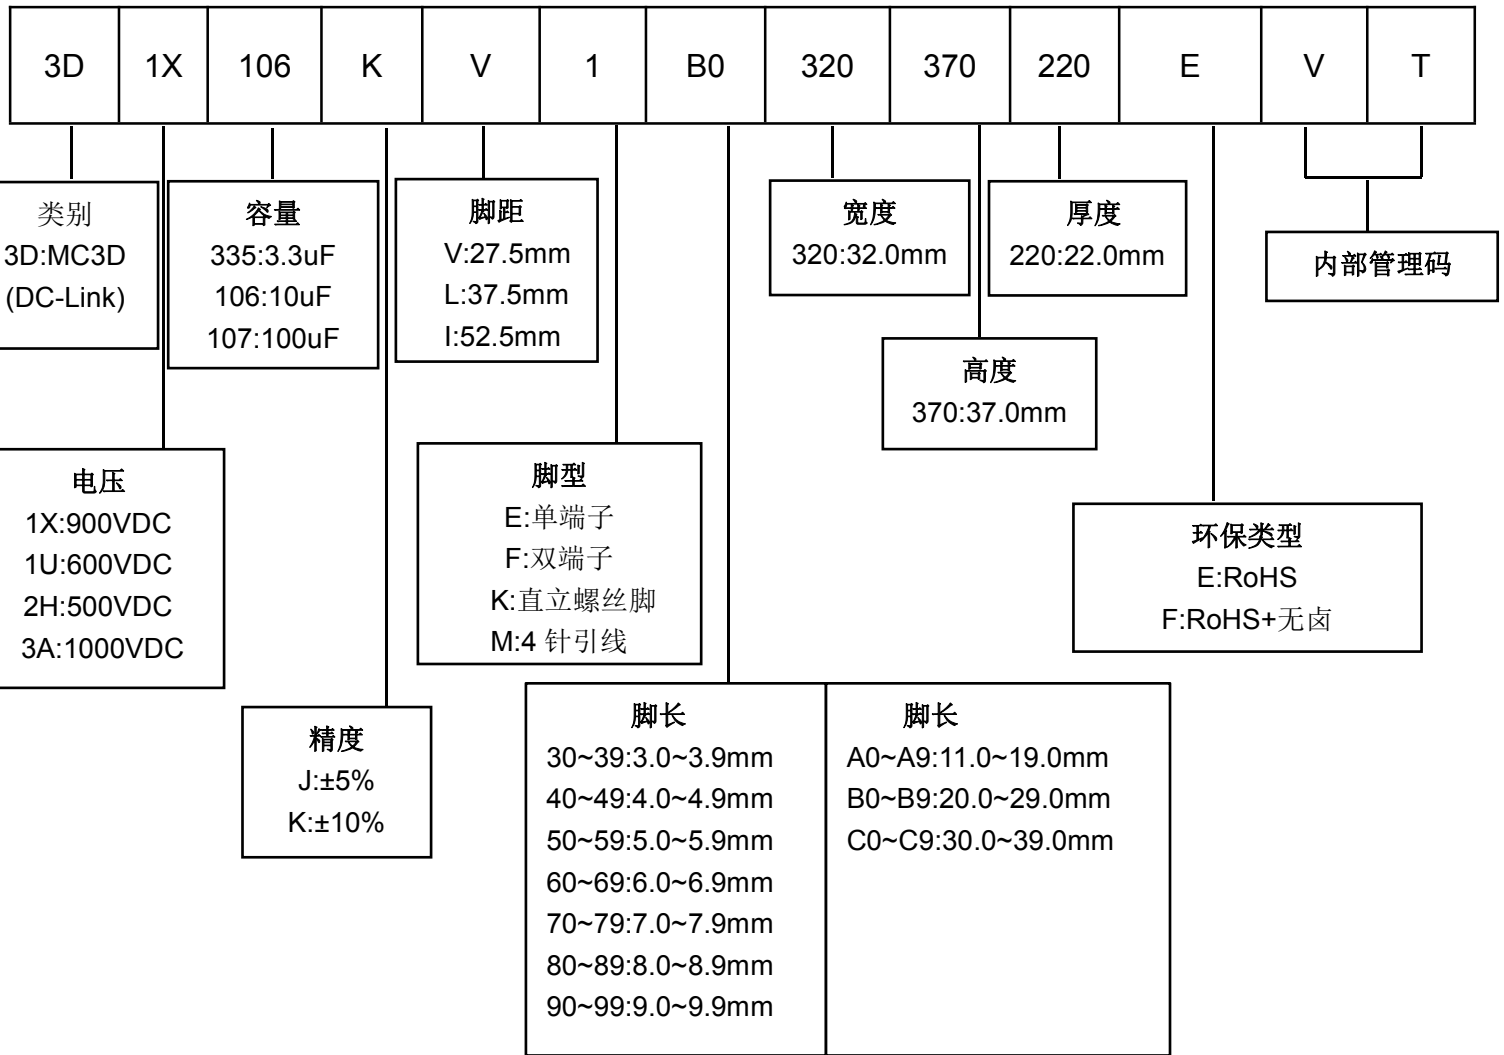 3D 1X 106 K V 1 B0 320 370 220 E V T
类别
3D:MC3D
(DC-Link)
容量
335:3.3uF
106:10uF
107:100uF
脚距
V:27.5mm
L:37.5mm
I:52.5mm
宽度
320:32.0mm
厚度
220:22.0mm
内部管理码
高度
370:37.0mm
电压
1X:900VDC
1U:600VDC
2H:500VDC
3A:1000VDC
脚型
E:单端子
F:双端子
K:直立螺丝脚
M:4 针引线
环保类型
E:RoHS
F:RoHS+无卤
精度
J:±5%
K:±10%
脚长
30~39:3.0~3.9mm
40~49:4.0~4.9mm
50~59:5.0~5.9mm
60~69:6.0~6.9mm
70~79:7.0~7.9mm
80~89:8.0~8.9mm
90~99:9.0~9.9mm
脚长
A0~A9:11.0~19.0mm
B0~B9:20.0~29.0mm
C0~C9:30.0~39.0mm